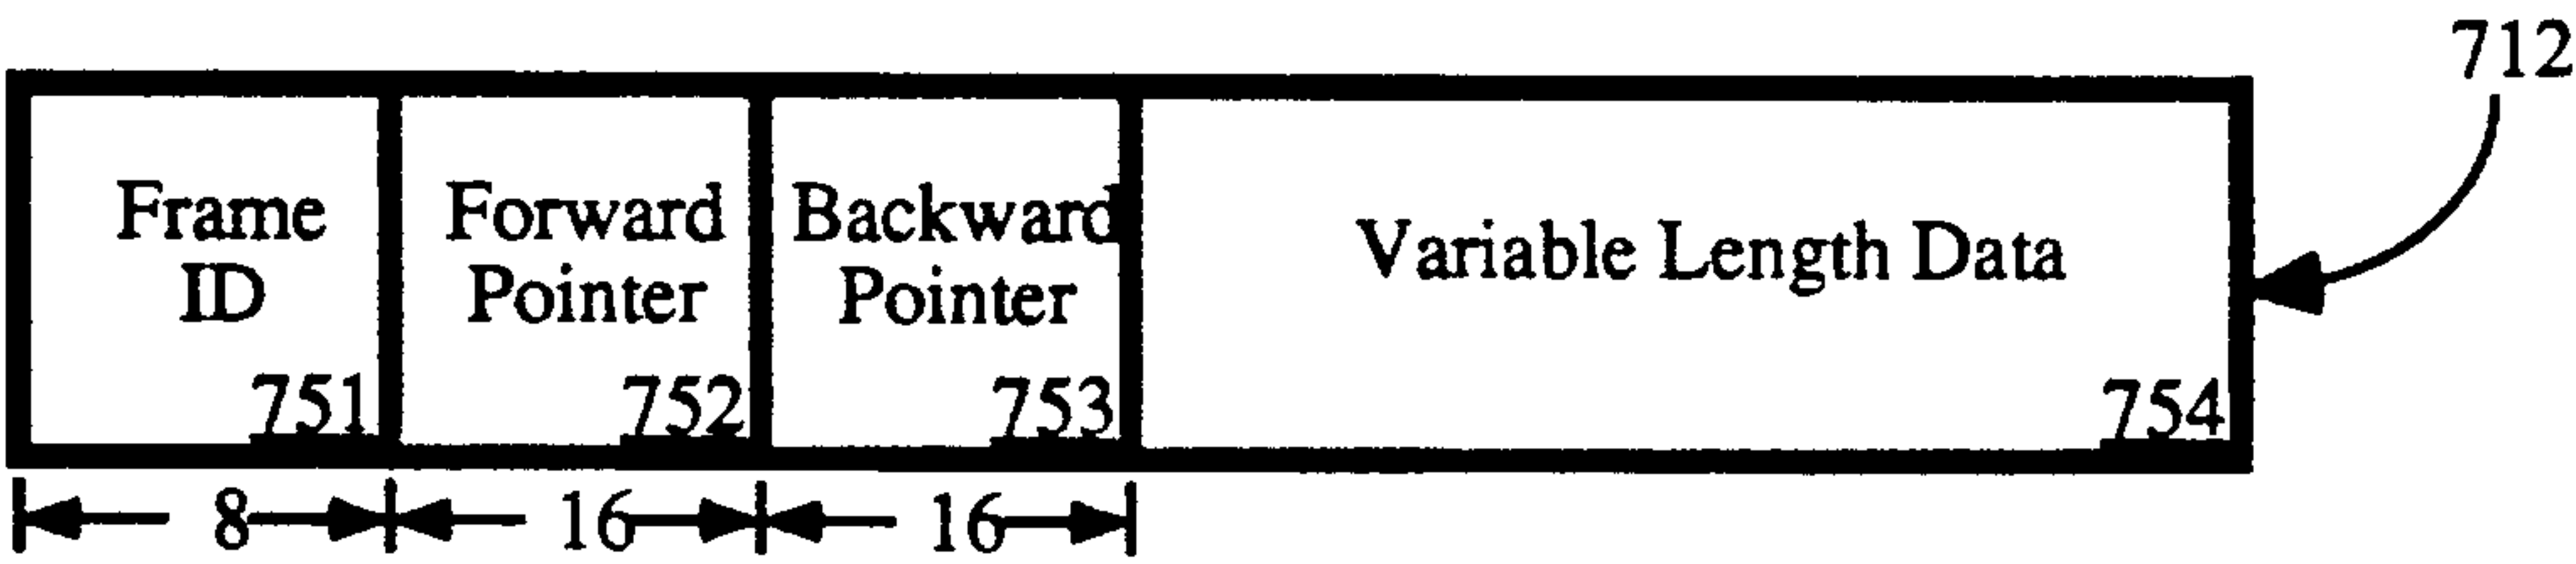 712
Frame
ID
751
Forward
Pointer
752
Backward
Pointer
753
Variable Length Data
754
8
16
16